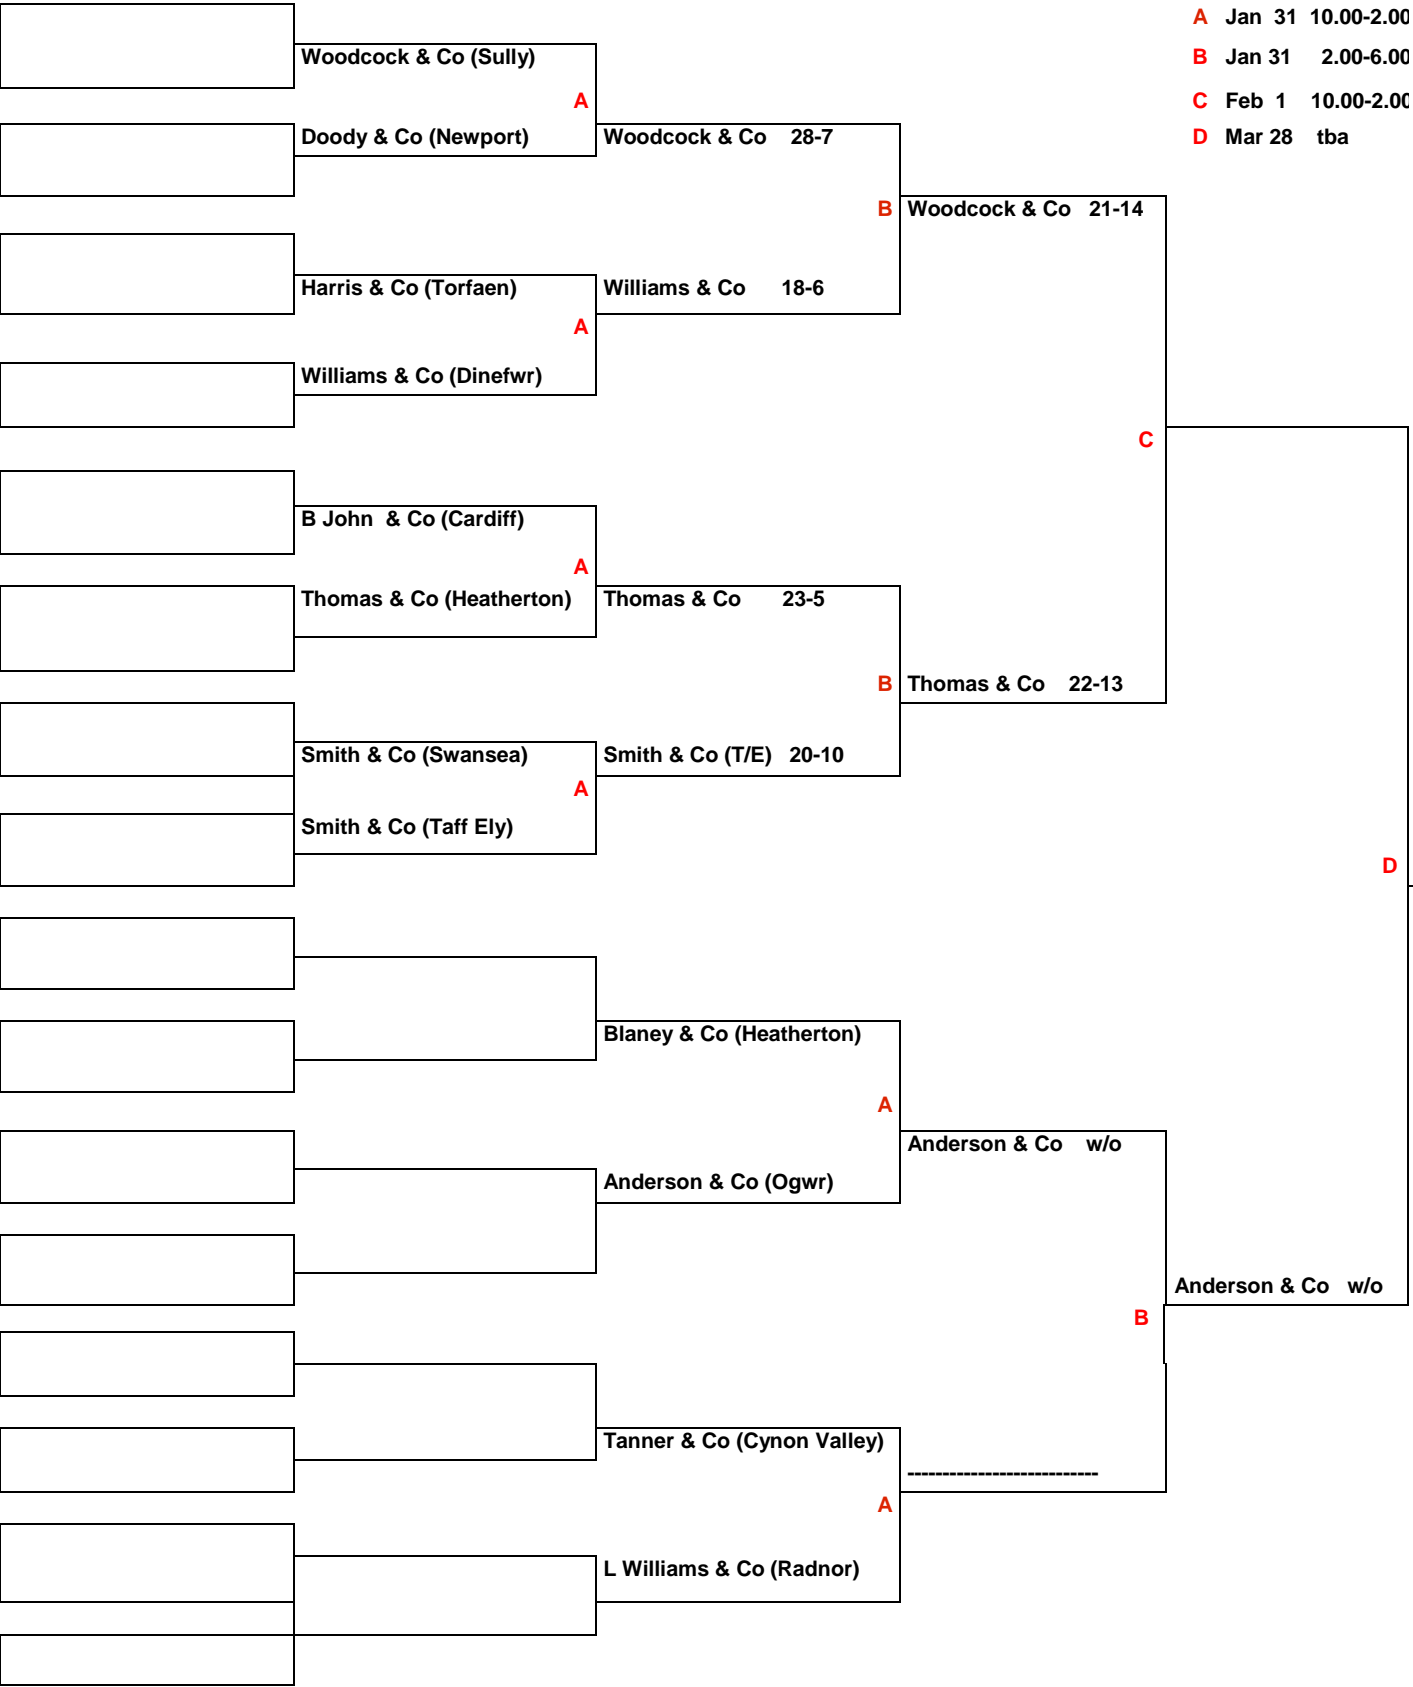 A Jan 31 10.00-2.00
Woodcock & Co (Sully)
B Jan 31 2.00-6.00
A
C Feb 1 10.00-2.00
Doody & Co (Newport)
Woodcock & Co 28-7
D Mar 28 tba
B Woodcock & Co 21-14
Harris & Co (Torfaen)
Williams & Co 18-6
A
Williams & Co (Dinefwr)
C
B John & Co (Cardiff)
A
Thomas & Co (Heatherton)
Thomas & Co 23-5
B Thomas & Co 22-13
Smith & Co (Swansea)
Smith & Co (T/E) 20-10
A
Smith & Co (Taff Ely)
D
Blaney & Co (Heatherton)
A
Anderson & Co w/o
Anderson & Co (Ogwr)
Anderson & Co w/o
B
Tanner & Co (Cynon Valley)
---------------------------
A
L Williams & Co (Radnor)